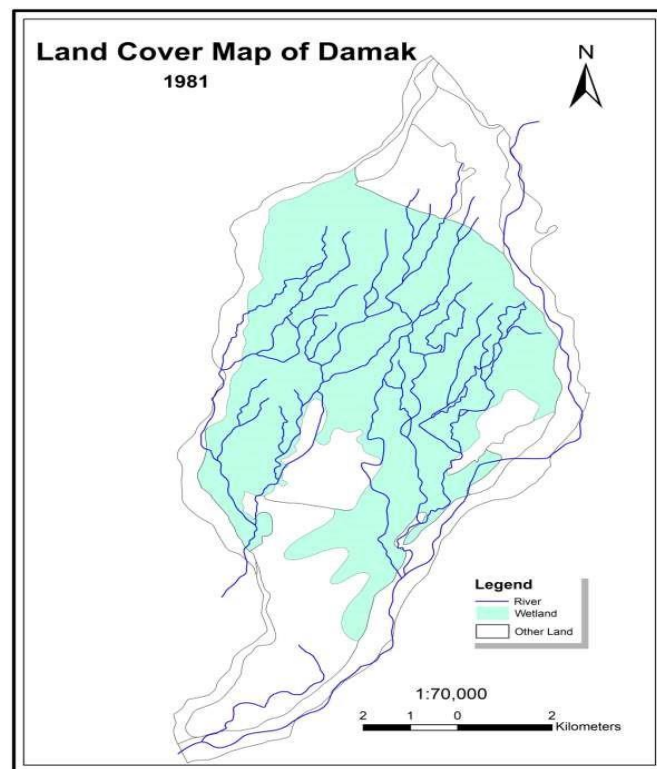 Land Cover Map of Damak
1981
N
Legend
River
Wetland
Other Land
1:70,000
2 1 0 2
Kilometers